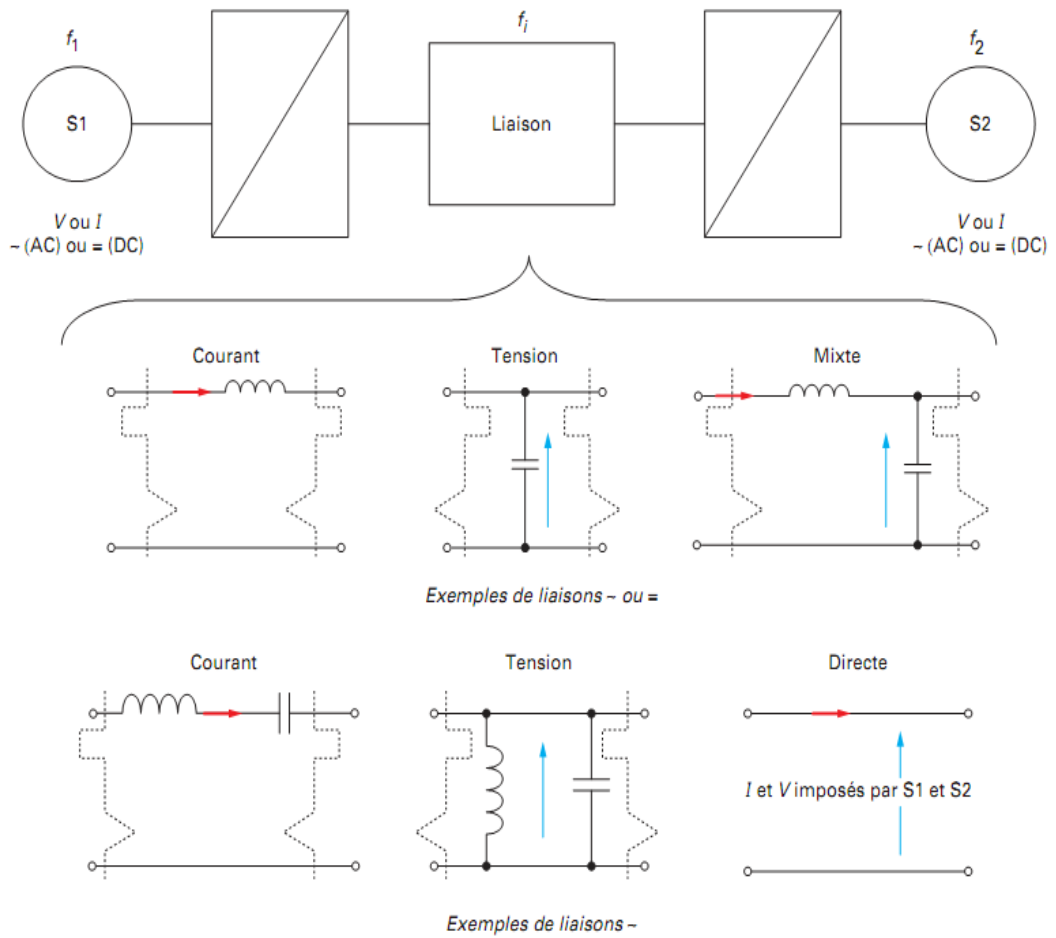 f1
fi
f2
S1
Liaison
S2
V ou I
~ (AC) ou = (DC)
V ou I
~ (AC) ou = (DC)
Courant
Tension
Mixte
Exemples de liaisons ~ ou =
Courant
Tension
Directe
I et V imposés par S1 et S2
Exemples de liaisons ~